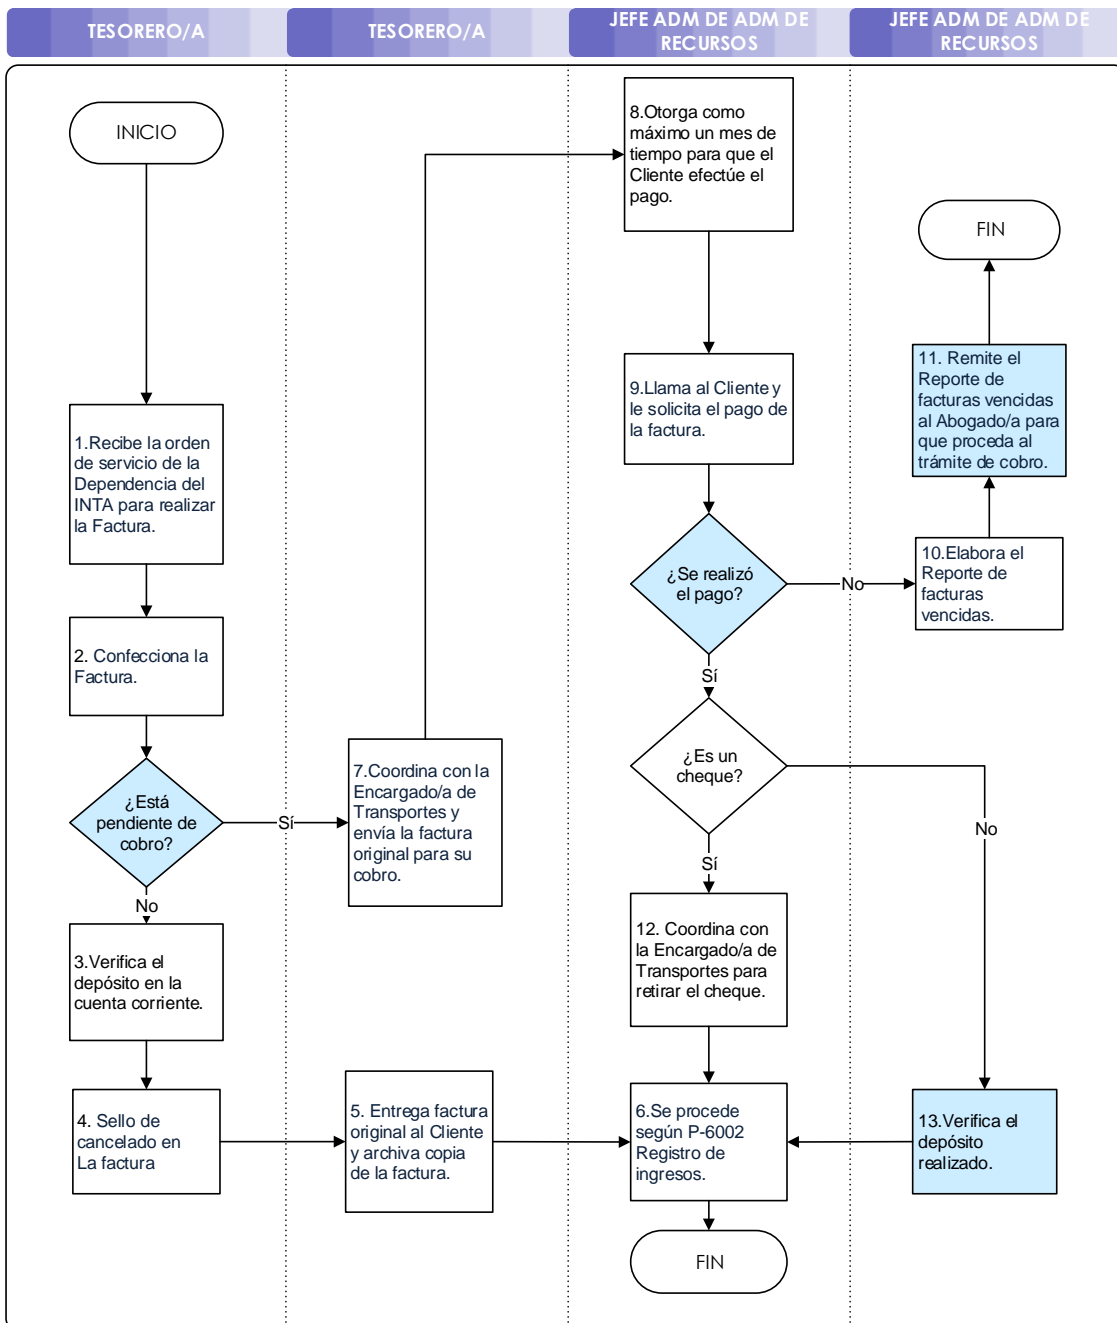 TESORERO/A
TESORERO/A
JEFE ADM DE ADM DE
RECURSOS
JEFE ADM DE ADM DE
RECURSOS
INICIO
1.Recibe la orden
de servicio de la
Dependencia del
INTA para realizar
la Factura.
2. Confecciona la
Factura.
¿Está
pendiente de
cobro?
Sí
No
3.Verifica el
depósito en la
cuenta corriente.
4. Sello de
cancelado en
La factura
7.Coordina con la
Encargado/a de
Transportes y
envía la factura
original para su
cobro.
5. Entrega factura
original al Cliente
y archiva copia
de la factura.
8.Otorga como
máximo un mes de
tiempo para que el
Cliente efectúe el
pago.
9.Llama al Cliente y
le solicita el pago de
la factura.
¿Se realizó
el pago?
No
Sí
¿Es un
cheque?
No
Sí
12. Coordina con
la Encargado/a de
Transportes para
retirar el cheque.
6.Se procede
según P-6002
Registro de
ingresos.
FIN
FIN
11. Remite el
Reporte de
facturas vencidas
al Abogado/a para
que proceda al
trámite de cobro.
10.Elabora el
Reporte de
facturas
vencidas.
13.Verifica el
depósito
realizado.